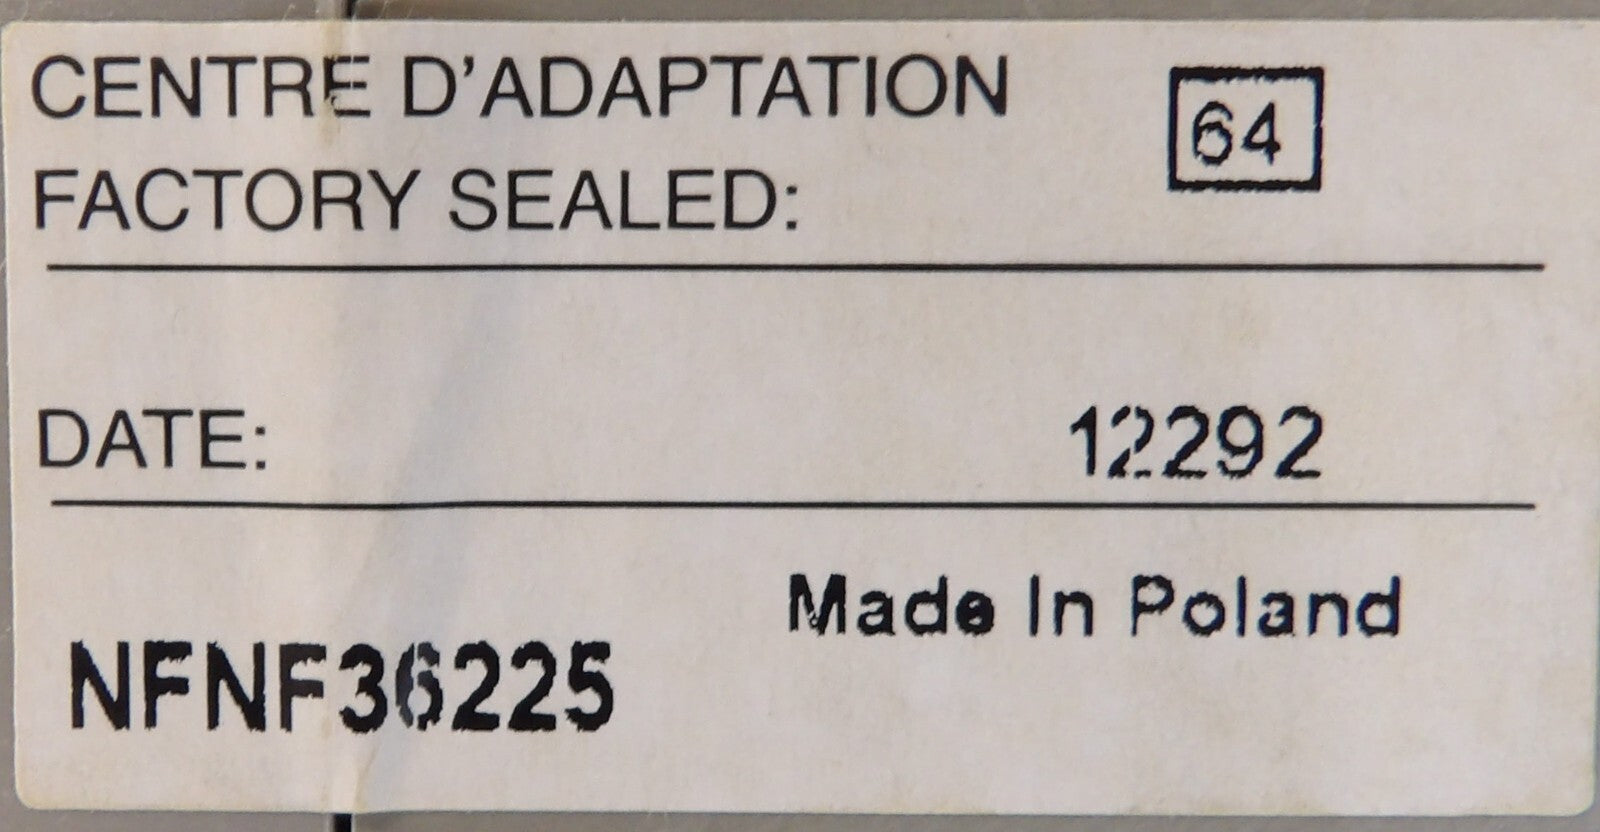 CENTRE D'ADAPTATION
64
FACTORY SEALED:
DATE: 12292
Made In Poland
NFNF36225